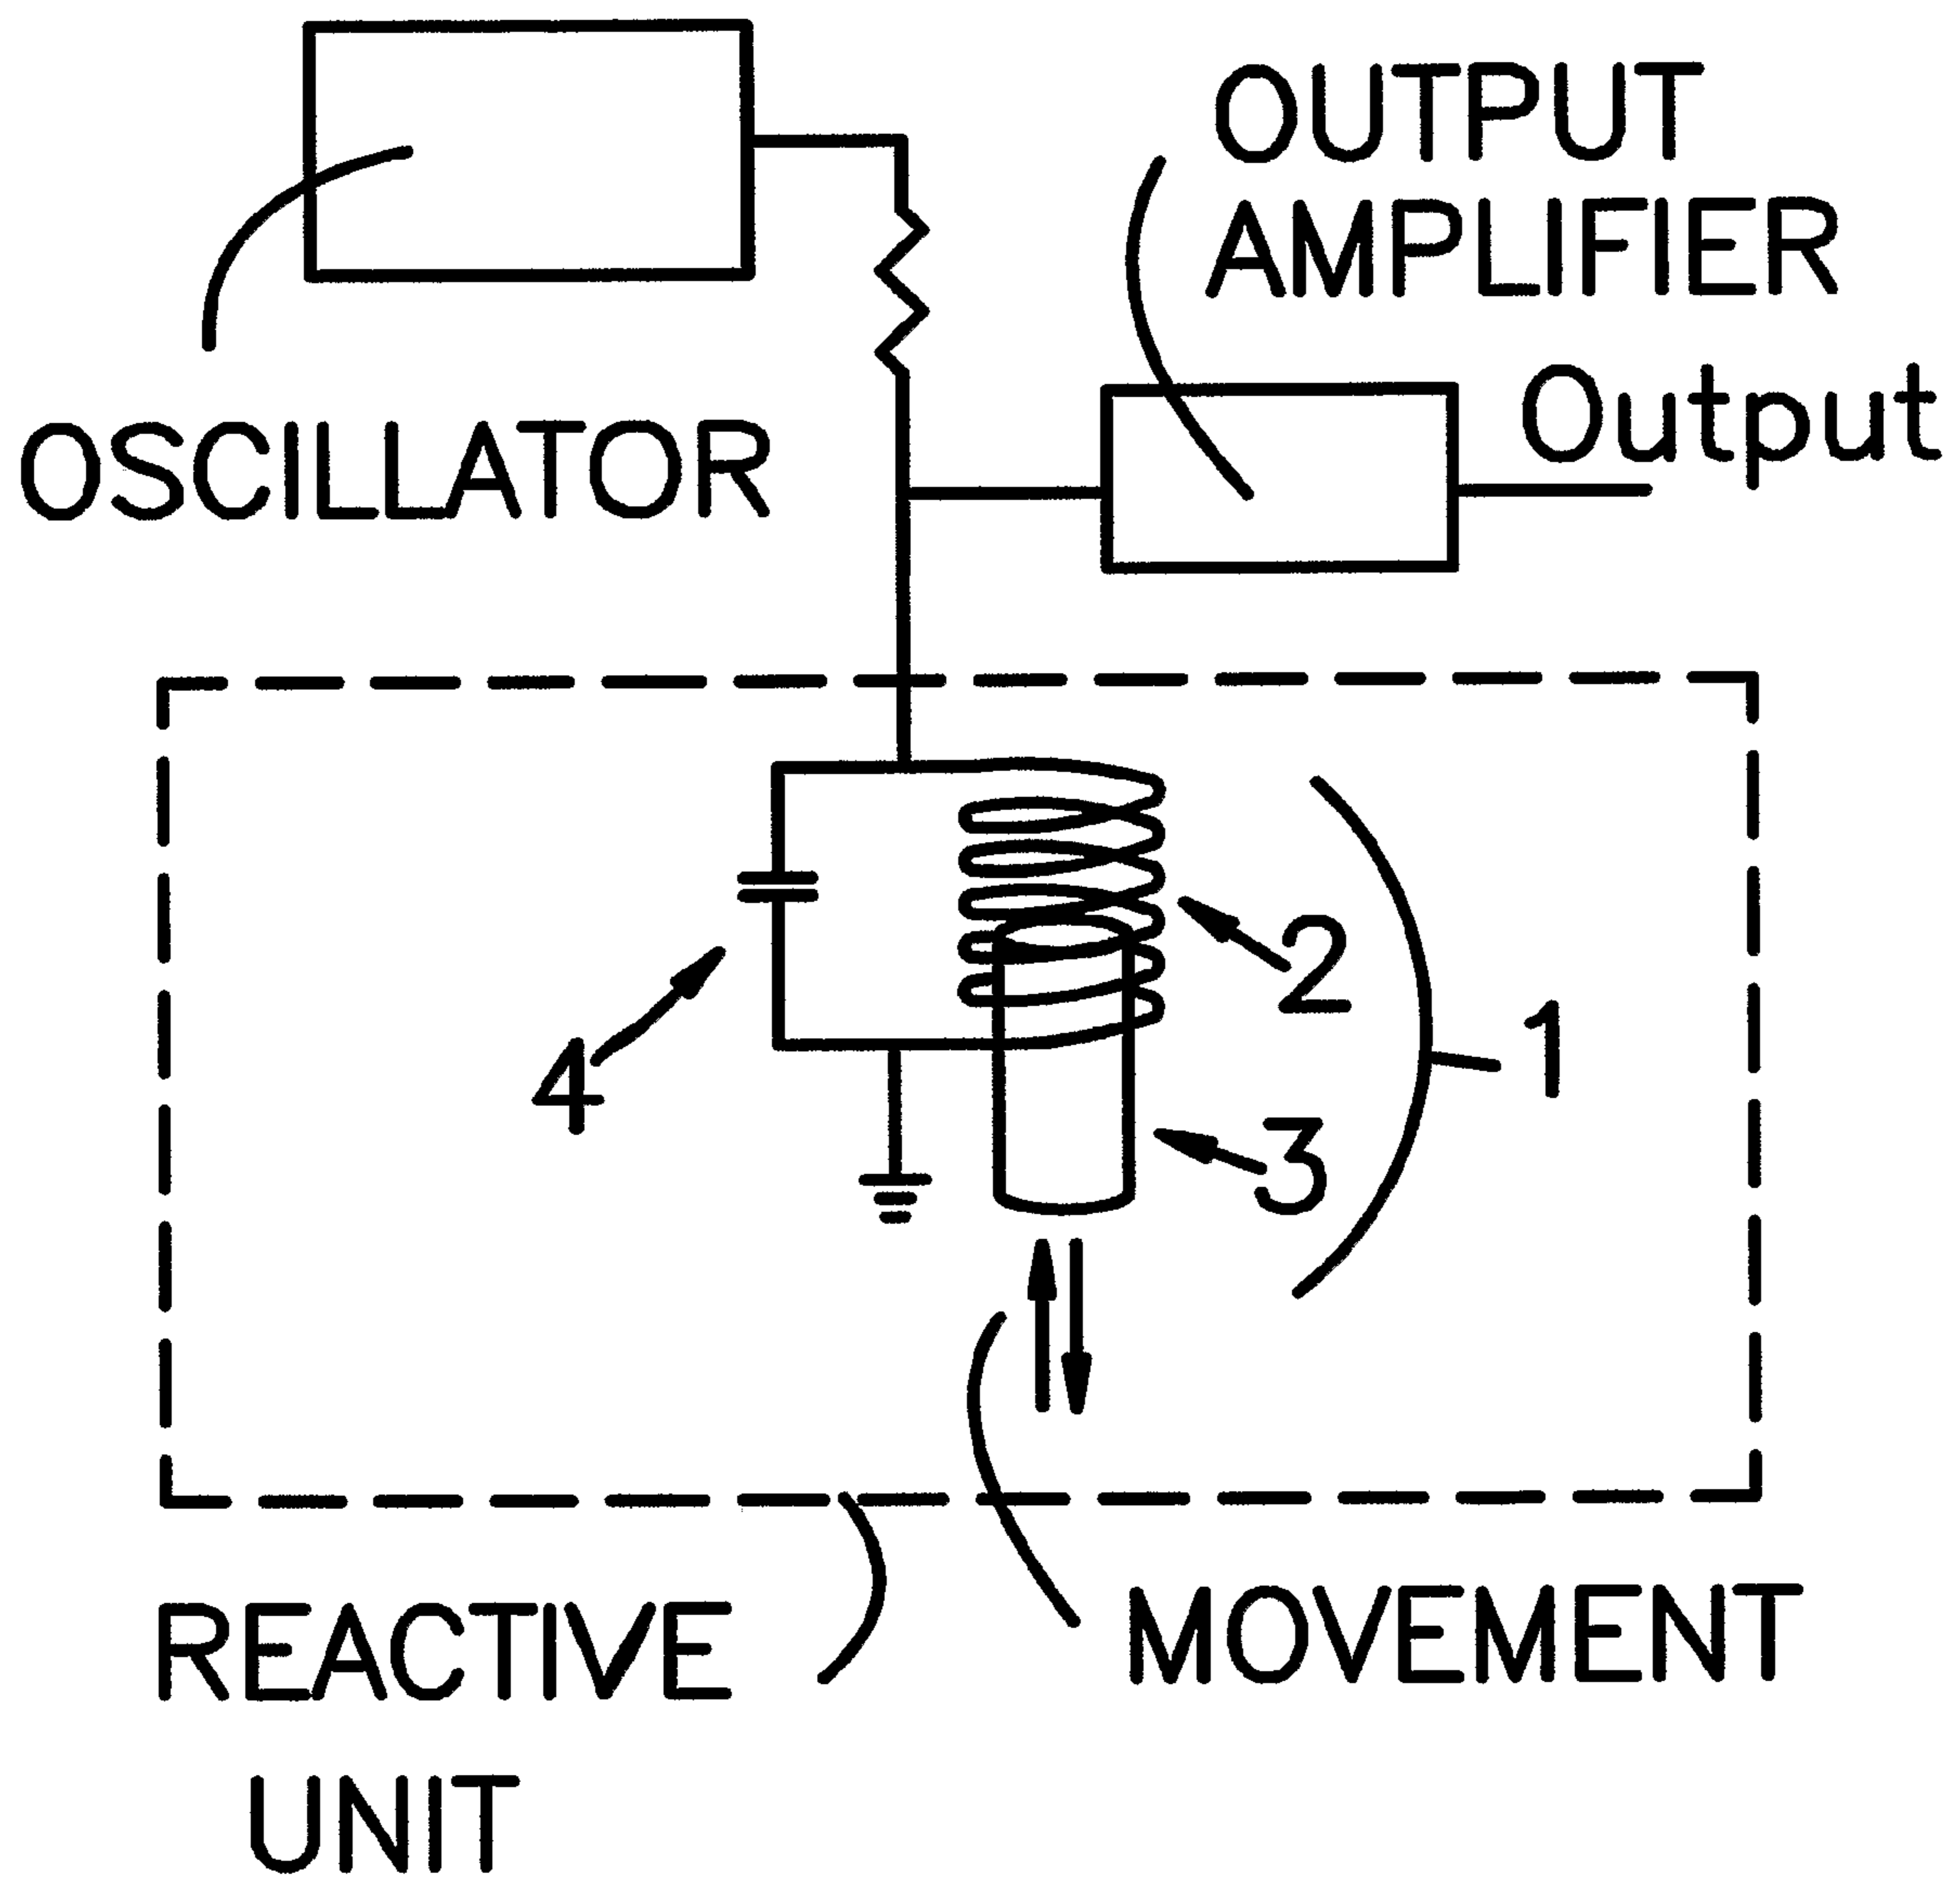 OUTPUT
AMPLIFIER
Output
OSCILLATOR
2
1
4
3
REACTIVE
UNIT
MOVEMENT